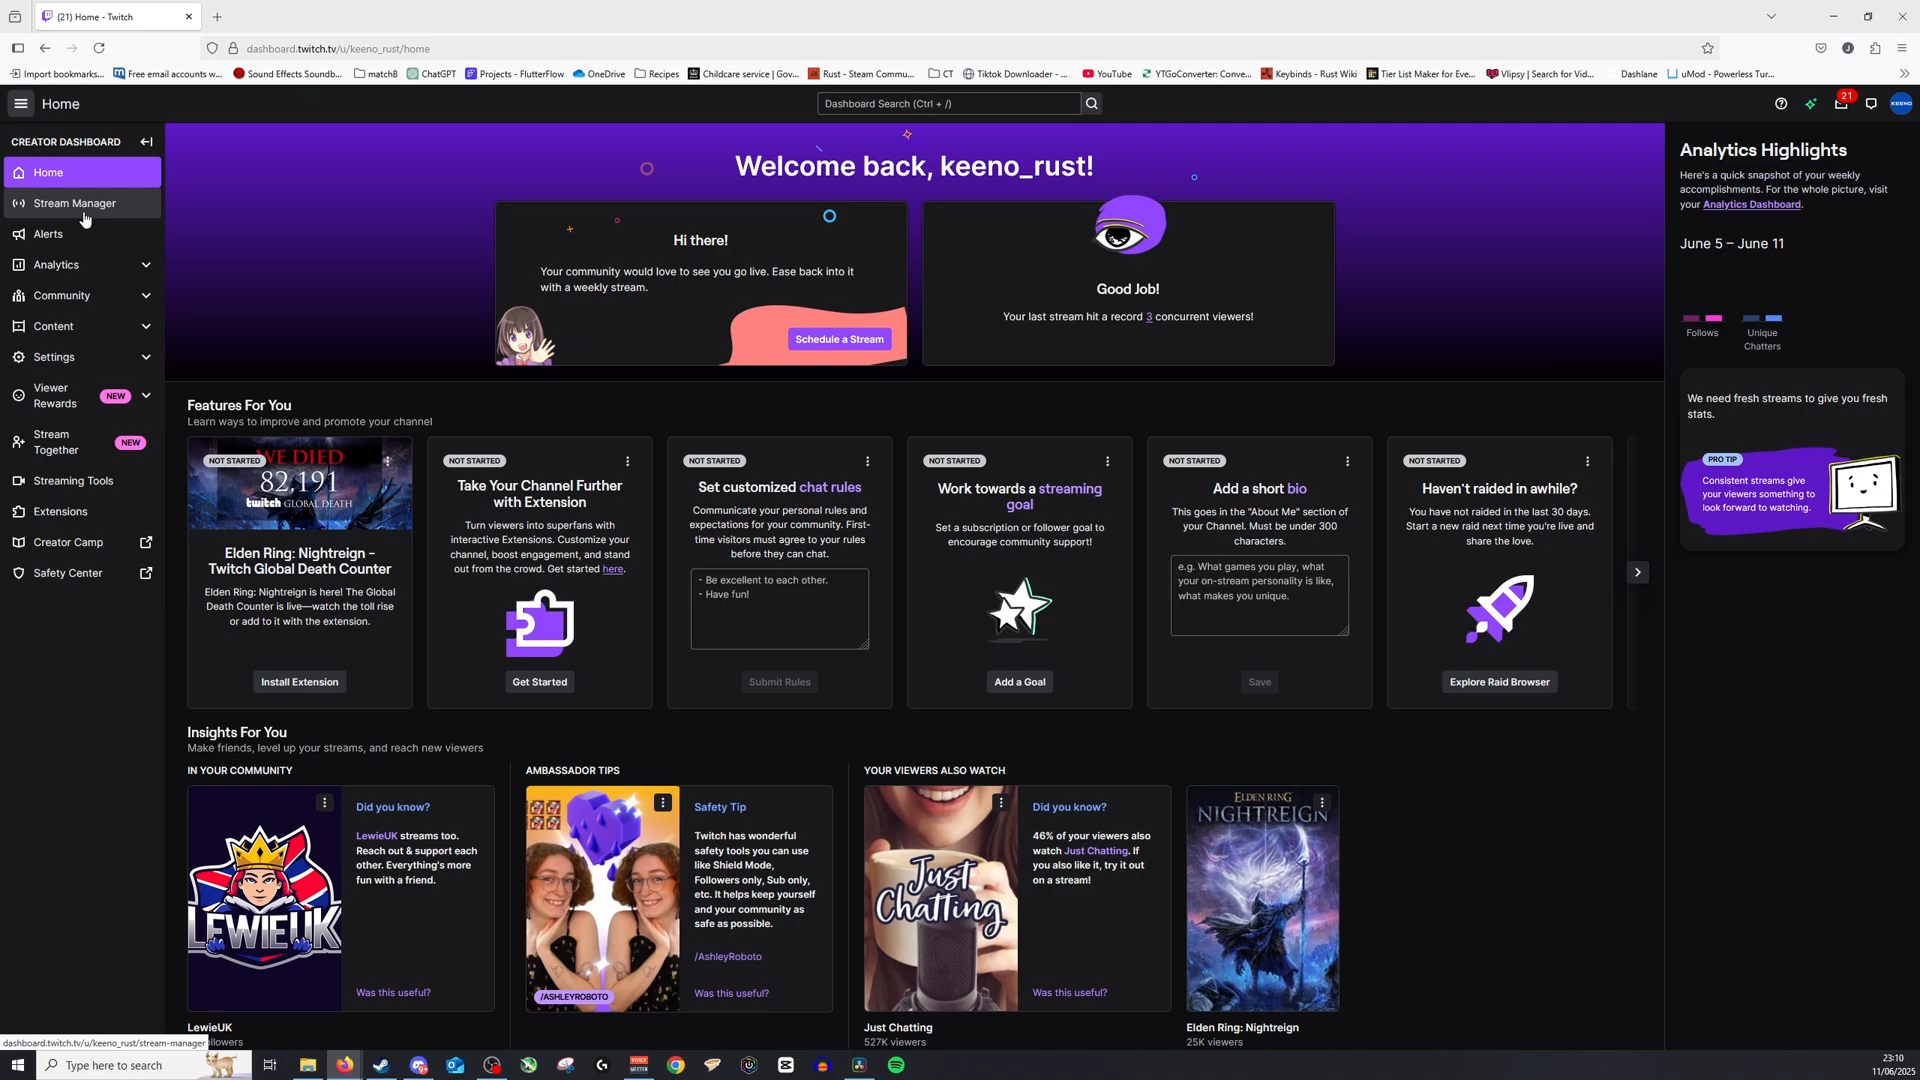 (21) Home - Twitch
dashboard.twitch.tv/u/keeno_rust/home
Import bookmarks...
Free email accounts w...
Sound Effects Soundb...
matchB
ChatGPT
Projects - FlutterFlow
OneDrive
Recipes
Childcare service | Gov...
Rust - Steam Commu...
CT
Tiktok Downloader - ...
YouTube
YTGoConverter: Conve...
Keybinds - Rust Wiki
Tier List Maker for Eve...
Vlipsy | Search for Vid...
Dashlane
uMod - Powerless Tur...
Home
Dashboard Search (Ctrl + /)
21
KEENO
CREATOR DASHBOARD
Home
Stream Manager
Alerts
Analytics
Community
Content
Settings
Viewer
Rewards
NEW
Stream
Together
NEW
Streaming Tools
Extensions
Creator Camp
Safety Center
Welcome back, keeno_rust!
Hi there!
Your community would love to see you go live. Ease back into it
with a weekly stream.
Schedule a Stream
Good Job!
Your last stream hit a record 3 concurrent viewers!
Features For You
Learn ways to improve and promote your channel
NOT STARTED
WE DIED
82,191
twitch GLOBAL DEATH
Elden Ring: Nightreign -
Twitch Global Death Counter
Elden Ring: Nightreign is here! The Global
Death Counter is live—watch the toll rise
or add to it with the extension.
Install Extension
NOT STARTED
Take Your Channel Further
with Extension
Turn viewers into superfans with
interactive Extensions. Customize your
channel, boost engagement, and stand
out from the crowd. Get started here.
Get Started
NOT STARTED
Set customized chat rules
Communicate your personal rules and
expectations for your community. First-
time visitors must agree to your rules
before they can chat.
- Be excellent to each other.
- Have fun!
Submit Rules
NOT STARTED
Work towards a streaming
goal
Set a subscription or follower goal to
encourage community support!
Add a Goal
NOT STARTED
Add a short bio
This goes in the "About Me" section of
your Channel. Must be under 300
characters.
e.g. What games you play, what
your on-stream personality is like,
what makes you unique.
Save
NOT STARTED
Haven't raided in awhile?
You have not raided in the last 30 days.
Start a new raid next time you're live and
share the love.
Explore Raid Browser
Insights For You
Make friends, level up your streams, and reach new viewers
IN YOUR COMMUNITY
LEWIEUK
Did you know?
LewieUK streams too.
Reach out & support each
other. Everything's more
fun with a friend.
Was this useful?
LewieUK
ollowers
AMBASSADOR TIPS
/ASHLEYROBOTO
Safety Tip
Twitch has wonderful
safety tools you can use
like Shield Mode,
Followers only, Sub only,
etc. It helps keep yourself
and your community as
safe as possible.
/AshleyRoboto
Was this useful?
YOUR VIEWERS ALSO WATCH
Just
Chatting
Did you know?
46% of your viewers also
watch Just Chatting. If
you also like it, try it out
on a stream!
Was this useful?
Just Chatting
527K viewers
ELDEN RING
NIGHTREIGN
Elden Ring: Nightreign
25K viewers
Analytics Highlights
Here's a quick snapshot of your weekly
accomplishments. For the whole picture, visit
your Analytics Dashboard.
June 5 – June 11
Follows
Unique
Chatters
We need fresh streams to give you fresh
stats.
PRO TIP
Consistent streams give
your viewers something to
look forward to watching.
dashboard.twitch.tv/u/keeno_rust/stream-manager
Type here to search
23:10
11/06/2025